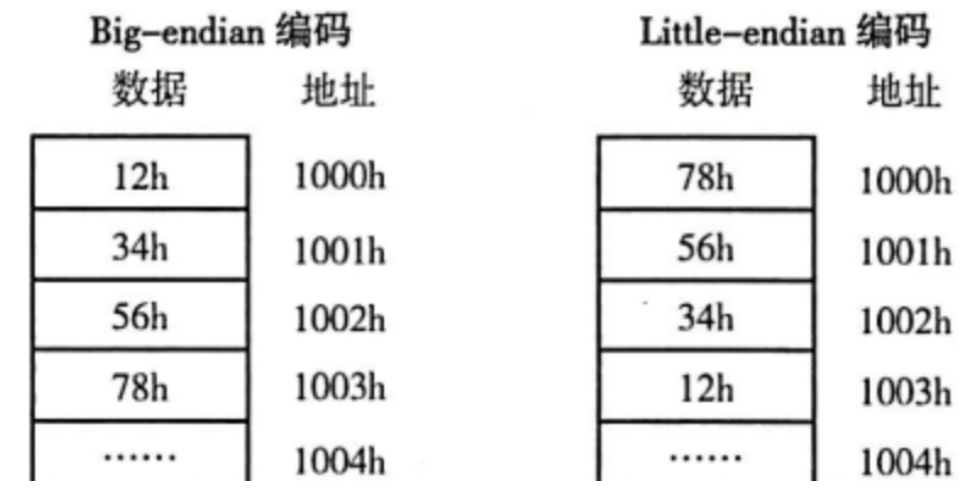 Big-endian 编码 Little-endian 编码
数据 地址 数据 地址
12h 1000h 78h 1000h
34h 1001h 56h 1001h
56h 1002h 34h 1002h
78h 1003h 12h 1003h
…… 1004h …… 1004h